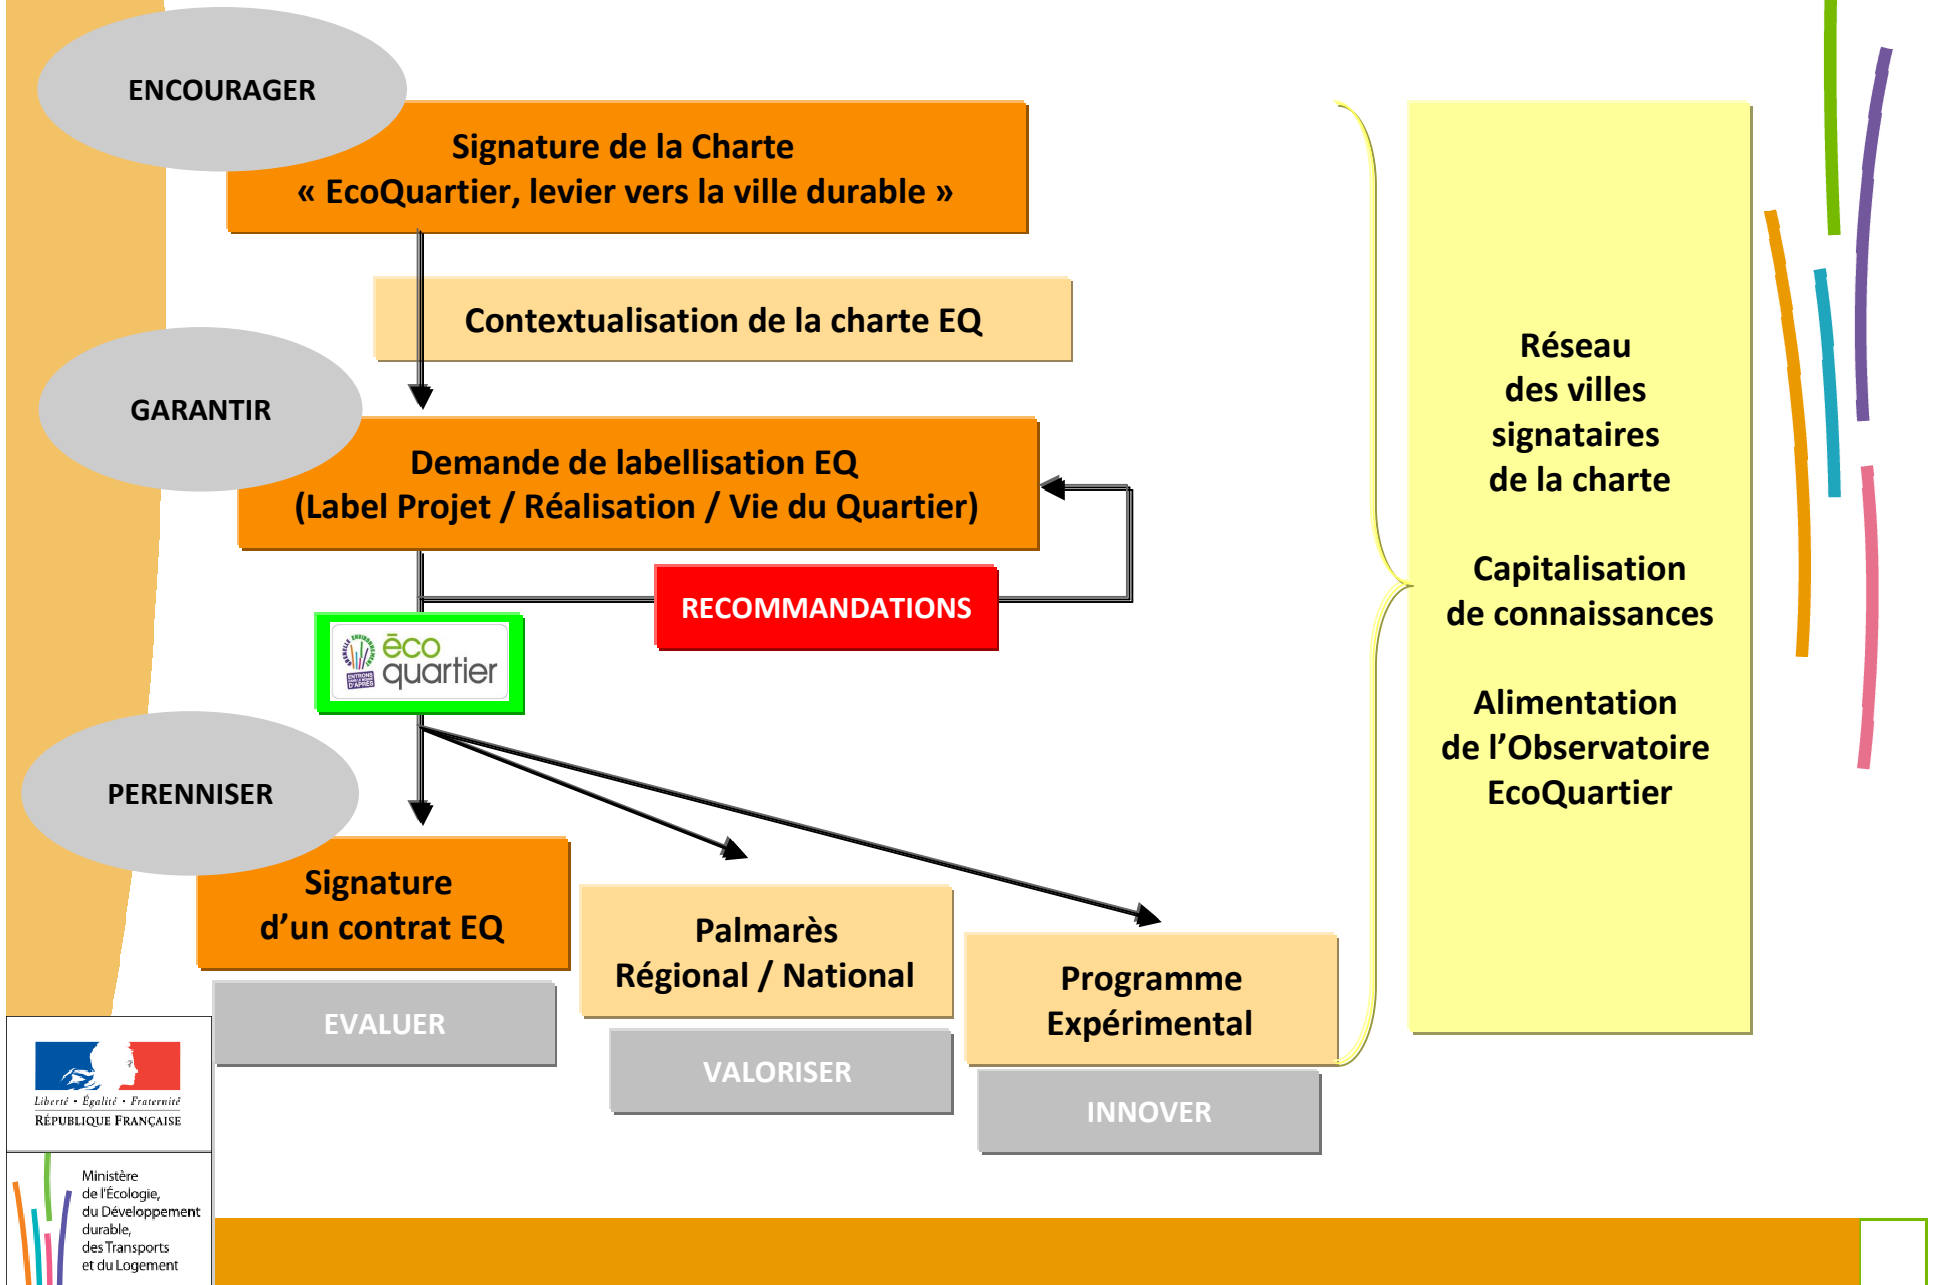 ENCOURAGER
Signature de la Charte
« EcoQuartier, levier vers la ville durable »
Contextualisation de la charte EQ
GARANTIR
Demande de labellisation EQ
(Label Projet / Réalisation / Vie du Quartier)
RECOMMANDATIONS
éco
quartier
PERENNISER
Signature
d’un contrat EQ
EVALUER
Palmarès
Régional / National
VALORISER
Programme
Expérimental
INNOVER
Réseau
des villes
signataires
de la charte
Capitalisation
de connaissances
Alimentation
de l’Observatoire
EcoQuartier
Liberté • Égalité • Fraternité
RÉPUBLIQUE FRANÇAISE
Ministère
de l'Écologie,
du Développement
durable,
des Transports
et du Logement